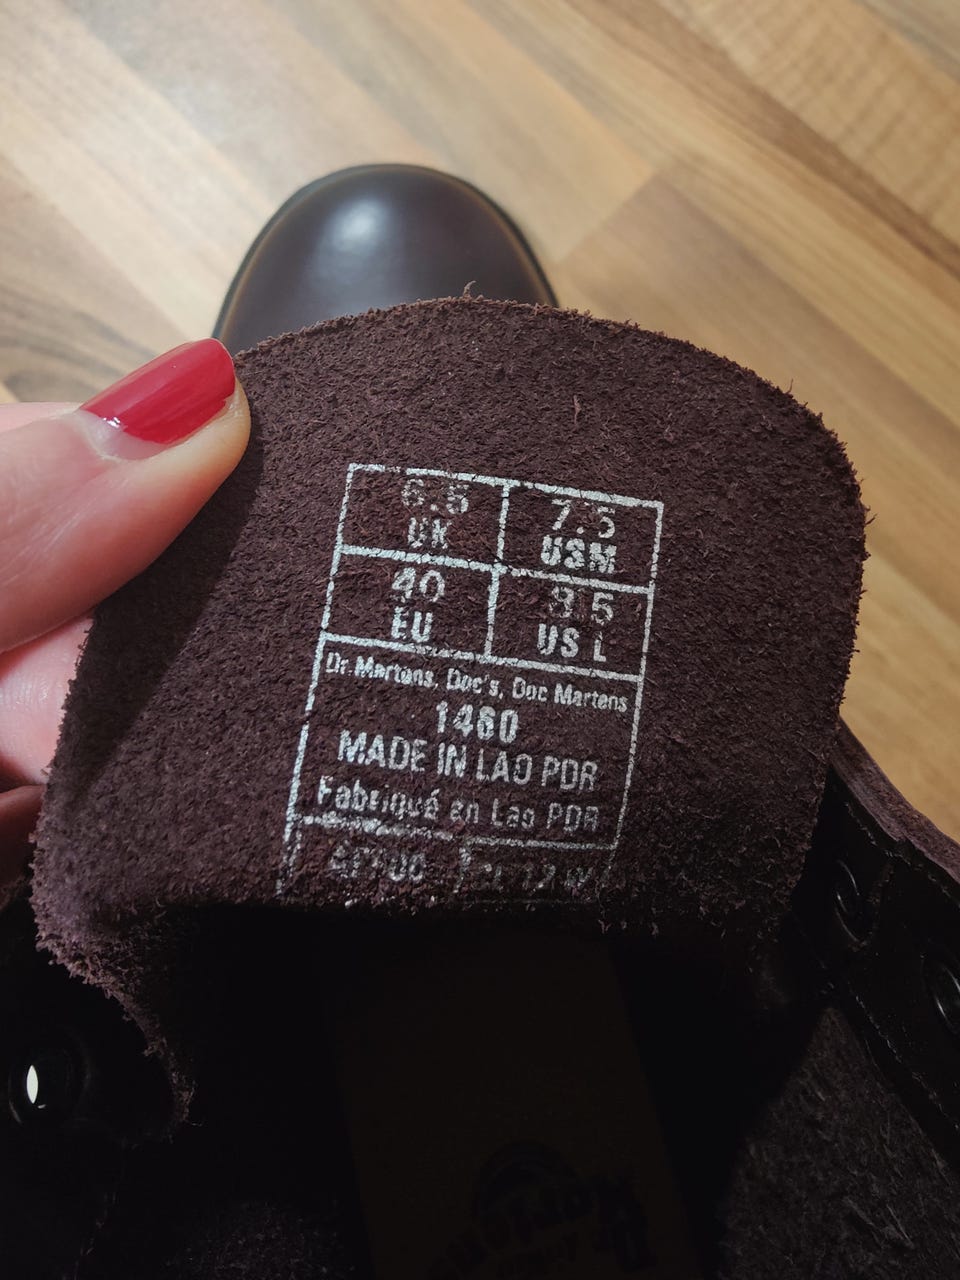 6.5 7.5
UK USM
40 8.5
EU US L
Dr. Martens, Doc's, Doc Martens
1460
MADE IN LAO PDR
Fabriqué en Lao PDR